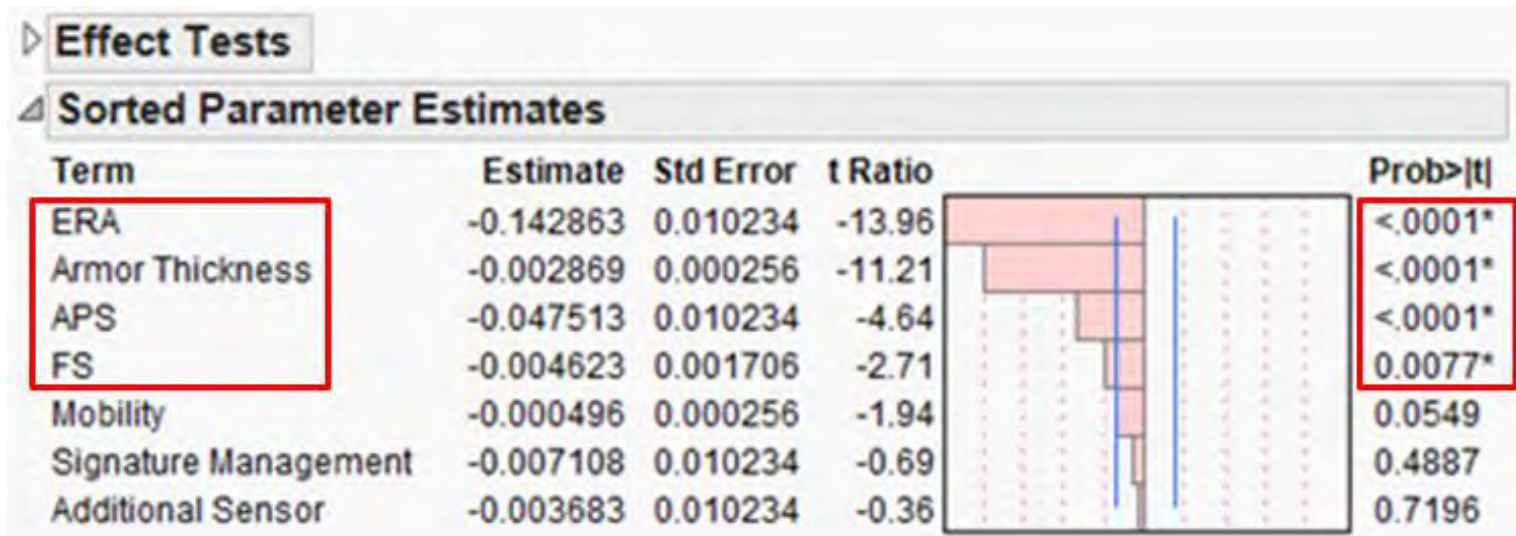 Effect Tests
Sorted Parameter Estimates
Term Estimate Std Error t Ratio Prob>|t|
ERA -0.142863 0.010234 -13.96 <.0001*
Armor Thickness -0.002869 0.000256 -11.21 <.0001*
APS -0.047513 0.010234 -4.64 <.0001*
FS -0.004623 0.001706 -2.71 0.0077*
Mobility -0.000496 0.000256 -1.94 0.0549
Signature Management -0.007108 0.010234 -0.69 0.4887
Additional Sensor -0.003683 0.010234 -0.36 0.7196